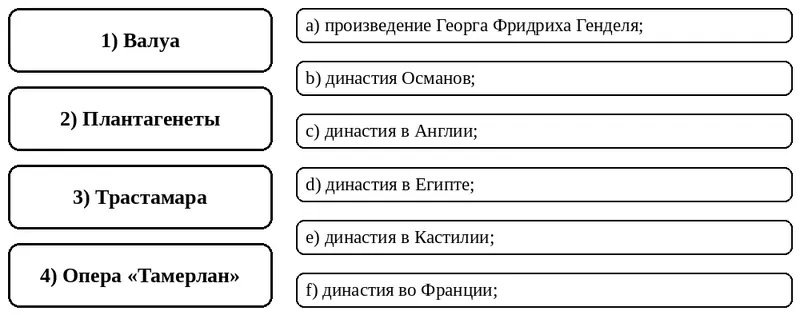 1) Валуа
2) Плантагенеты
3) Трастамара
4) Опера «Тамерлан»
a) произведение Георга Фридриха Генделя;
b) династия Османов;
c) династия в Англии;
d) династия в Египте;
e) династия в Кастилии;
f) династия во Франции;